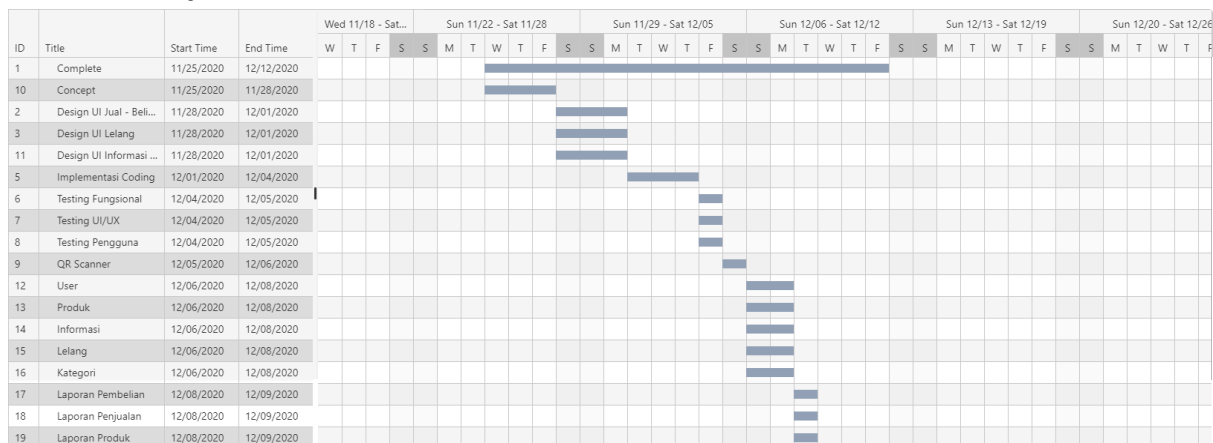 Wed 11/18 - Sat... Sun 11/22 - Sat 11/28 Sun 11/29 - Sat 12/05 Sun 12/06 - Sat 12/12 Sun 12/13 - Sat 12/19 Sun 12/20 - Sat 12/26
ID Title Start Time End Time W T F S S M T W T F S S M T W T F S S M T W T F S S M T W T F S S M T W T F
1 Complete 11/25/2020 12/12/2020
10 Concept 11/25/2020 11/28/2020
2 Design UI Jual - Beli... 11/28/2020 12/01/2020
3 Design UI Lelang 11/28/2020 12/01/2020
11 Design UI Informasi ... 11/28/2020 12/01/2020
5 Implementasi Coding 12/01/2020 12/04/2020
6 Testing Fungsional 12/04/2020 12/05/2020
7 Testing UI/UX 12/04/2020 12/05/2020
8 Testing Pengguna 12/04/2020 12/05/2020
9 QR Scanner 12/05/2020 12/06/2020
12 User 12/06/2020 12/08/2020
13 Produk 12/06/2020 12/08/2020
14 Informasi 12/06/2020 12/08/2020
15 Lelang 12/06/2020 12/08/2020
16 Kategori 12/06/2020 12/08/2020
17 Laporan Pembelian 12/08/2020 12/09/2020
18 Laporan Penjualan 12/08/2020 12/09/2020
19 Laporan Produk 12/08/2020 12/09/2020